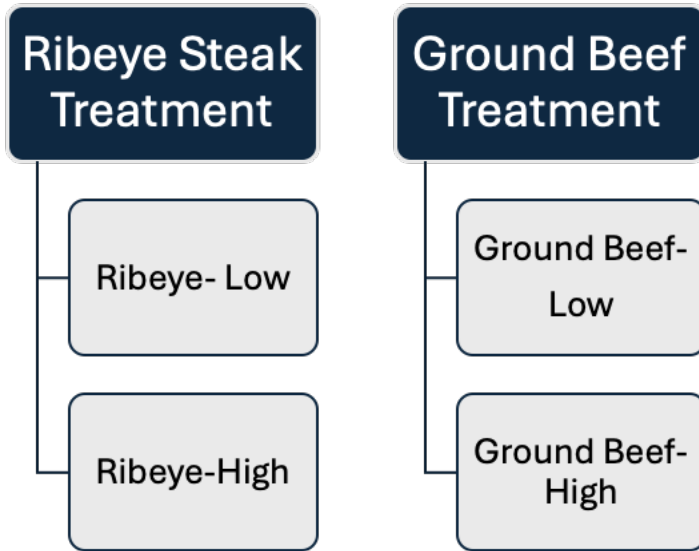 Ribeye Steak
Treatment
Ribeye- Low
Ribeye-High
Ground Beef
Treatment
Ground Beef-
Low
Ground Beef-
High